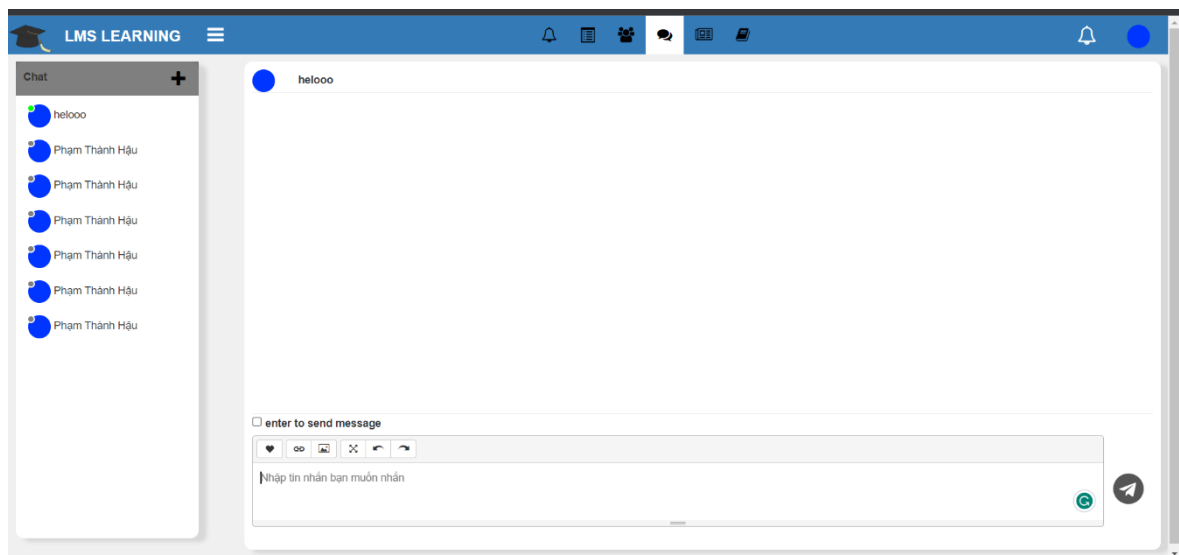 LMS LEARNING
Chat
helooo
Phạm Thành Hậu
Phạm Thành Hậu
Phạm Thành Hậu
Phạm Thành Hậu
Phạm Thành Hậu
Phạm Thành Hậu
helooo
enter to send message
Nhập tin nhắn bạn muốn nhắn